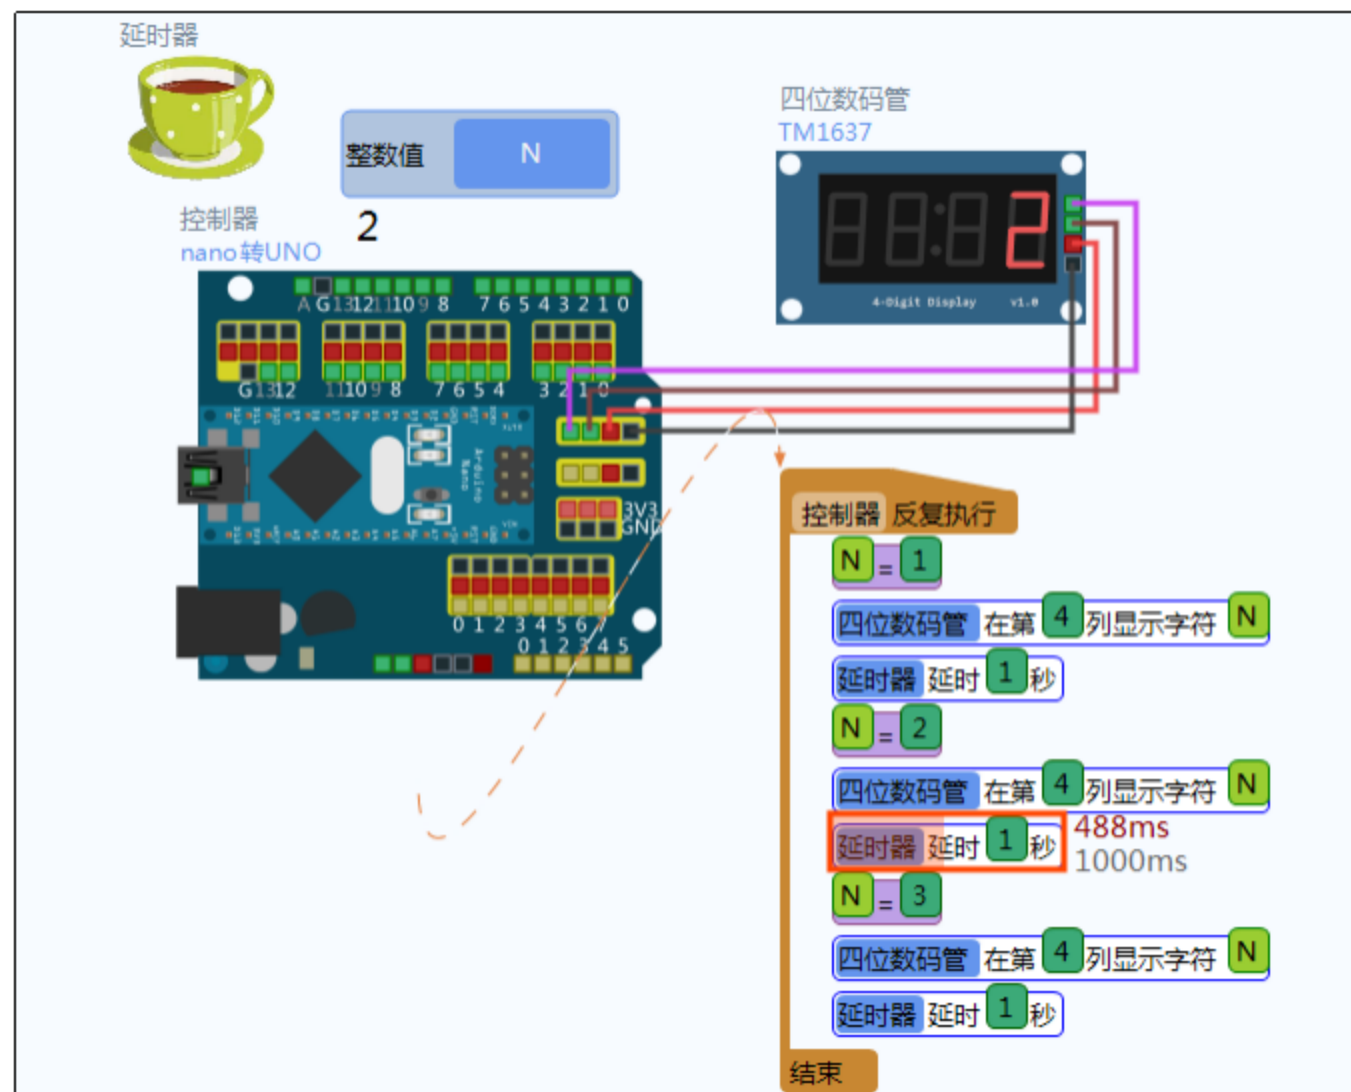 延时器
整数值 N
2
控制器
nano转UNO
四位数码管
TM1637
4-Digit Display v1.0
A G 13 12 11 10 9 8 7 6 5 4 3 2 1 0
G 13 12 11 10 9 8 7 6 5 4 3 2 1 0
Arduino
Nano
3V3
GND
0 1 2 3 4 5 6 7
0 1 2 3 4 5
控制器 反复执行
N = 1
四位数码管 在第 4 列显示字符 N
延时器 延时 1 秒
N = 2
四位数码管 在第 4 列显示字符 N
延时器 延时 1 秒 488ms
1000ms
N = 3
四位数码管 在第 4 列显示字符 N
延时器 延时 1 秒
结束